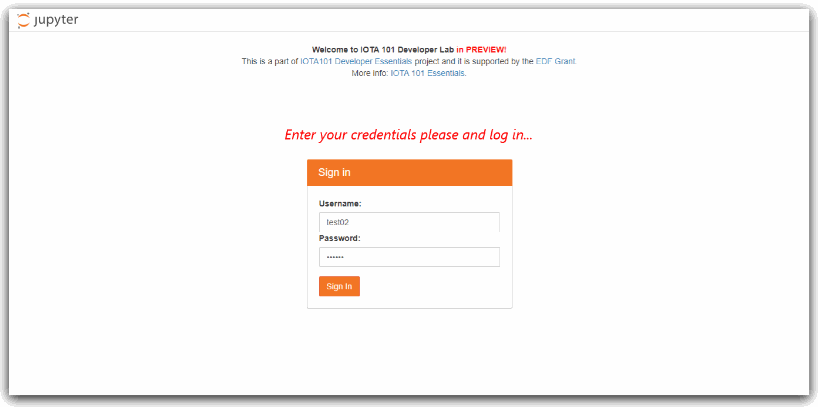 jupyter
Welcome to IOTA 101 Developer Lab in PREVIEW!
This is a part of IOTA101 Developer Essentials project and it is supported by the EDF Grant.
More info: IOTA 101 Essentials.
Enter your credentials please and log in...
Sign in
Username:
test02
Password:
••••••
Sign In